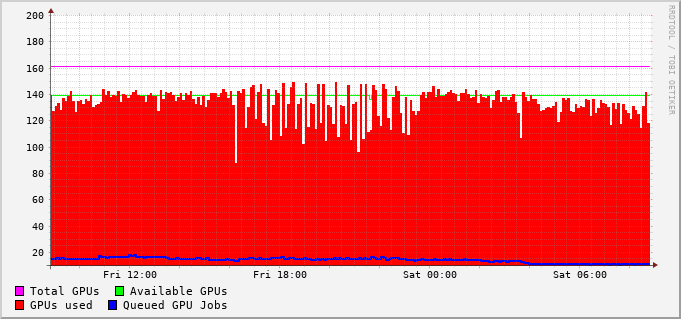 200
180
160
140
120
100
80
60
40
20
Fri 12:00 Fri 18:00 Sat 00:00 Sat 06:00
Total GPUs Available GPUs
GPUs used Queued GPU Jobs
RRDTOOL / TOBI OETIKER